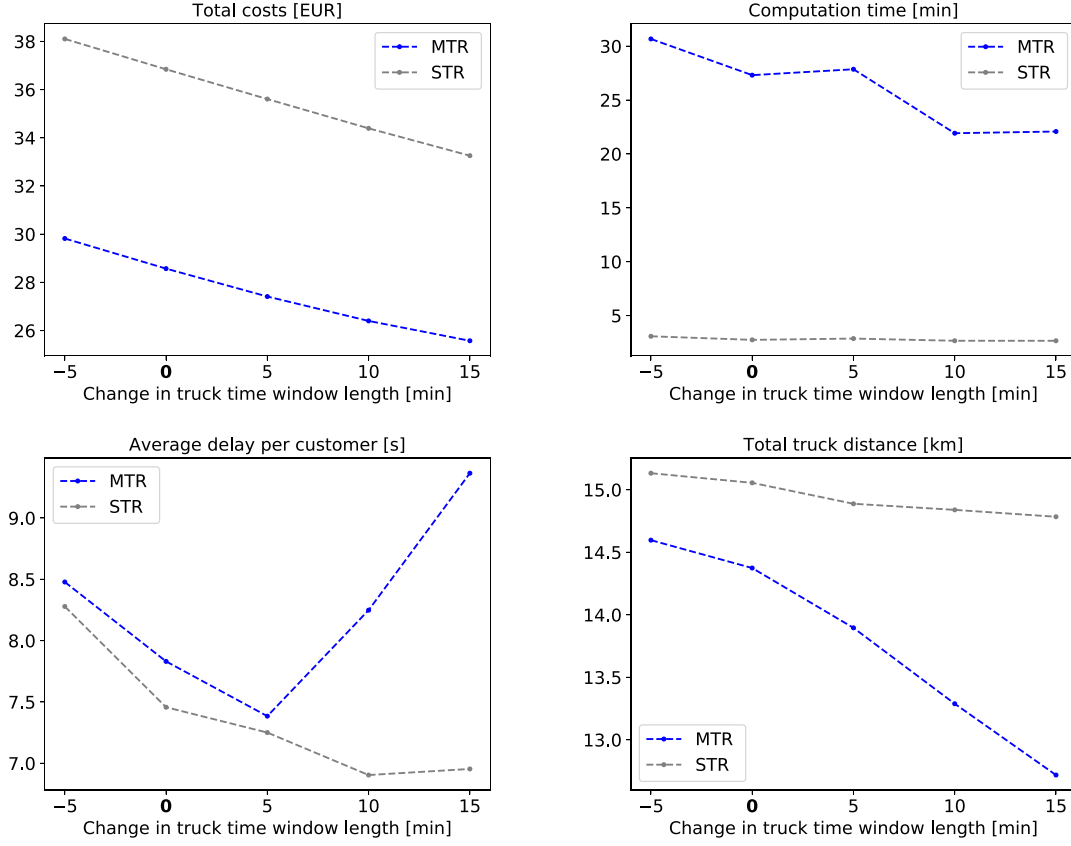 Total costs [EUR]
38
36
34
32
30
28
26
MTR
STR
−5
0
5
10
15
Change in truck time window length [min]
Computation time [min]
30
25
20
15
10
5
MTR
STR
−5
0
5
10
15
Change in truck time window length [min]
Average delay per customer [s]
9.0
8.5
8.0
7.5
7.0
MTR
STR
−5
0
5
10
15
Change in truck time window length [min]
Total truck distance [km]
15.0
14.5
14.0
13.5
13.0
MTR
STR
−5
0
5
10
15
Change in truck time window length [min]